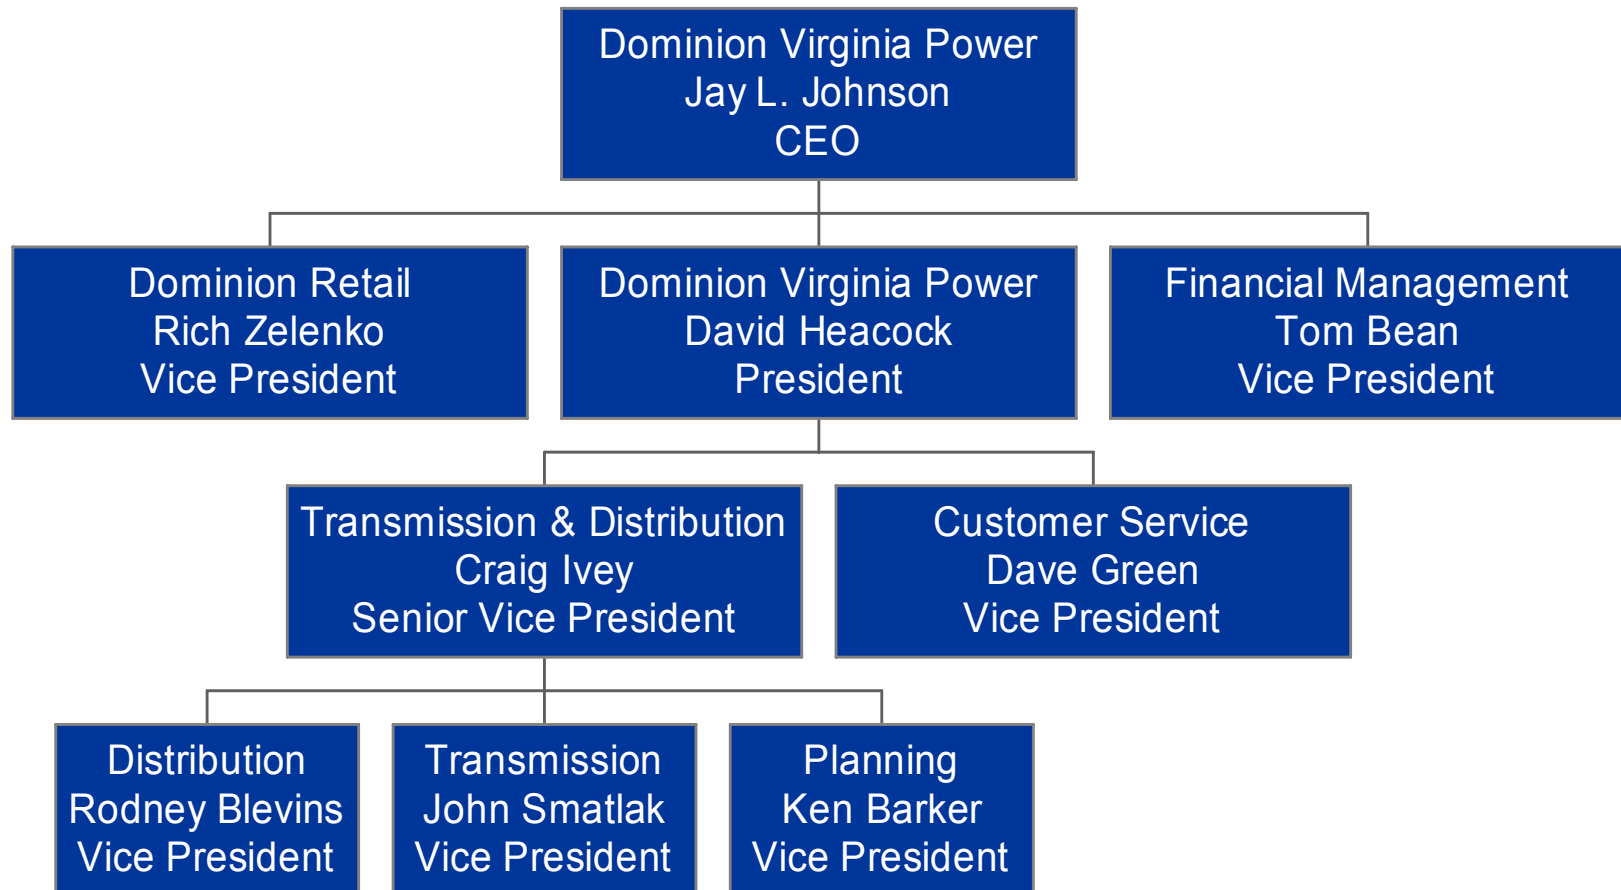 Dominion Virginia Power
Jay L. Johnson
CEO
Dominion Retail
Rich Zelenko
Vice President
Dominion Virginia Power
David Heacock
President
Financial Management
Tom Bean
Vice President
Transmission & Distribution
Craig Ivey
Senior Vice President
Customer Service
Dave Green
Vice President
Distribution
Rodney Blevins
Vice President
Transmission
John Smatlak
Vice President
Planning
Ken Barker
Vice President